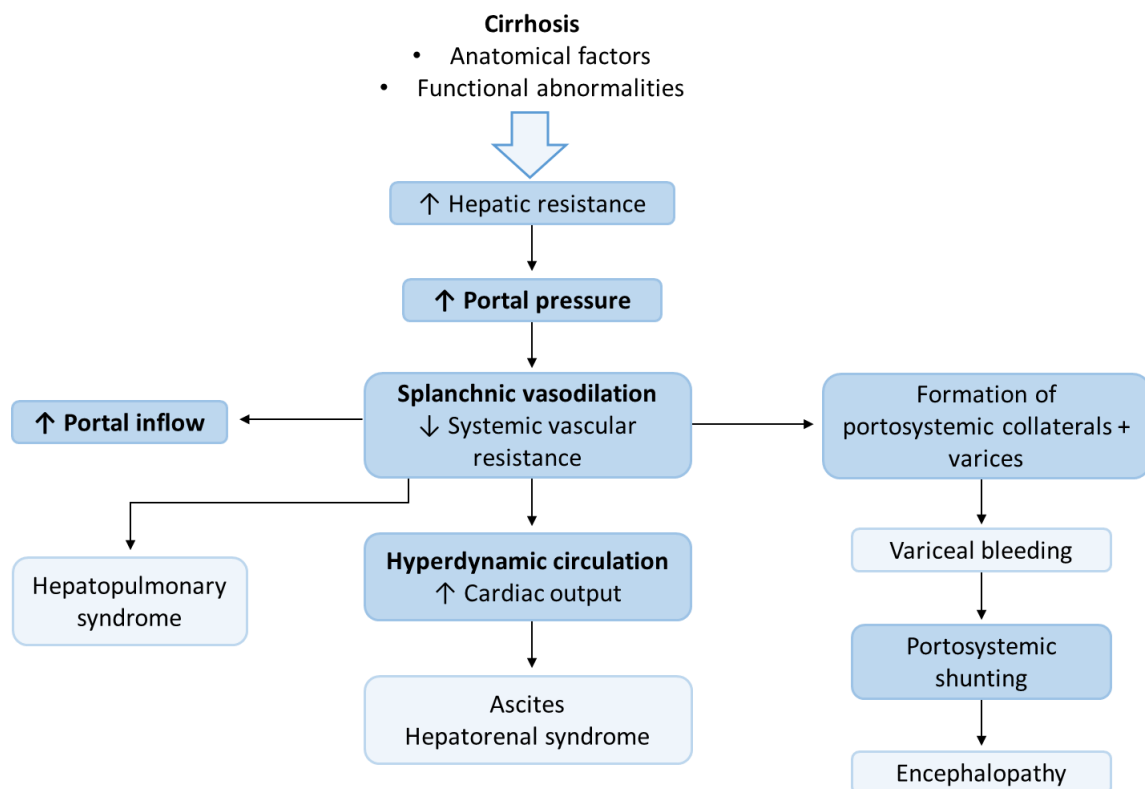 Cirrhosis
• Anatomical factors
• Functional abnormalities
↑ Hepatic resistance
↑ Portal pressure
Splanchnic vasodilation
↓ Systemic vascular
resistance
↑ Portal inflow
Formation of
portosystemic collaterals +
varices
Hepatopulmonary
syndrome
Hyperdynamic circulation
↑ Cardiac output
Variceal bleeding
Ascites
Hepatorenal syndrome
Portosystemic
shunting
Encephalopathy